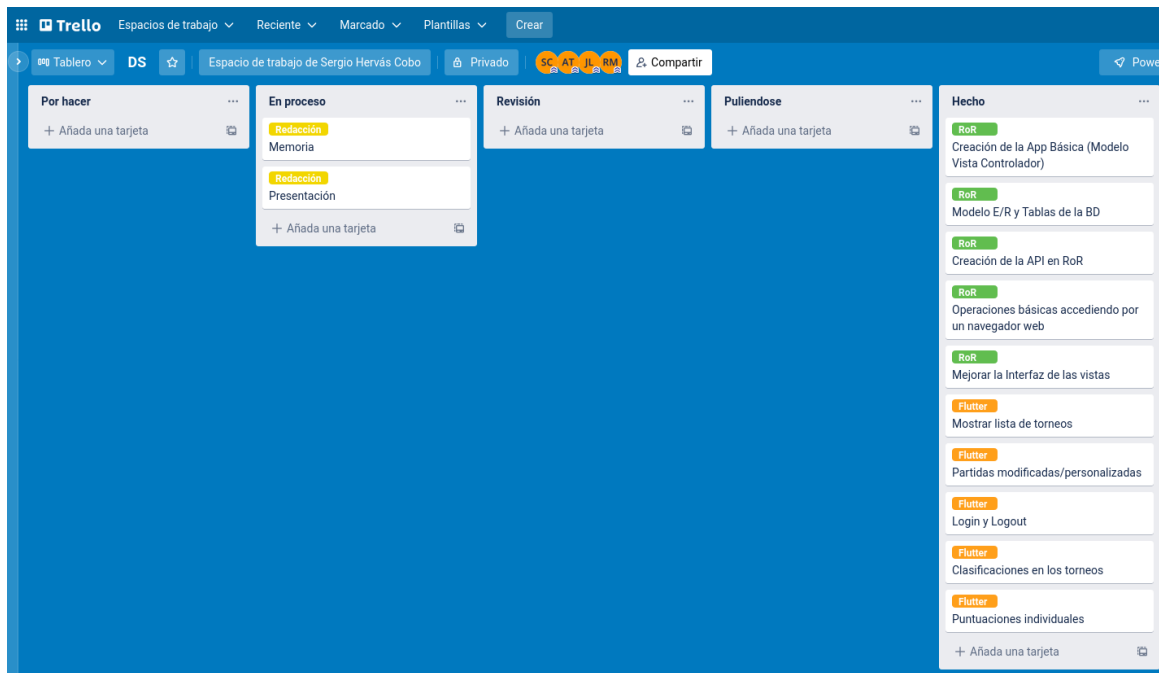 Trello Espacios de trabajo Reciente Marcado Plantillas Crear
Tablero DS Espacio de trabajo de Sergio Hervás Cobo Privado SC AT JL RM Compartir Powe
Por hacer
Añada una tarjeta
En proceso
Redacción
Memoria
Redacción
Presentación
Añada una tarjeta
Revisión
Añada una tarjeta
Puliendose
Añada una tarjeta
Hecho
RoR
Creación de la App Básica (Modelo
Vista Controlador)
RoR
Modelo E/R y Tablas de la BD
RoR
Creación de la API en RoR
RoR
Operaciones básicas accediendo por
un navegador web
RoR
Mejorar la Interfaz de las vistas
Flutter
Mostrar lista de torneos
Flutter
Partidas modificadas/personalizadas
Flutter
Login y Logout
Flutter
Clasificaciones en los torneos
Flutter
Puntuaciones individuales
Añada una tarjeta